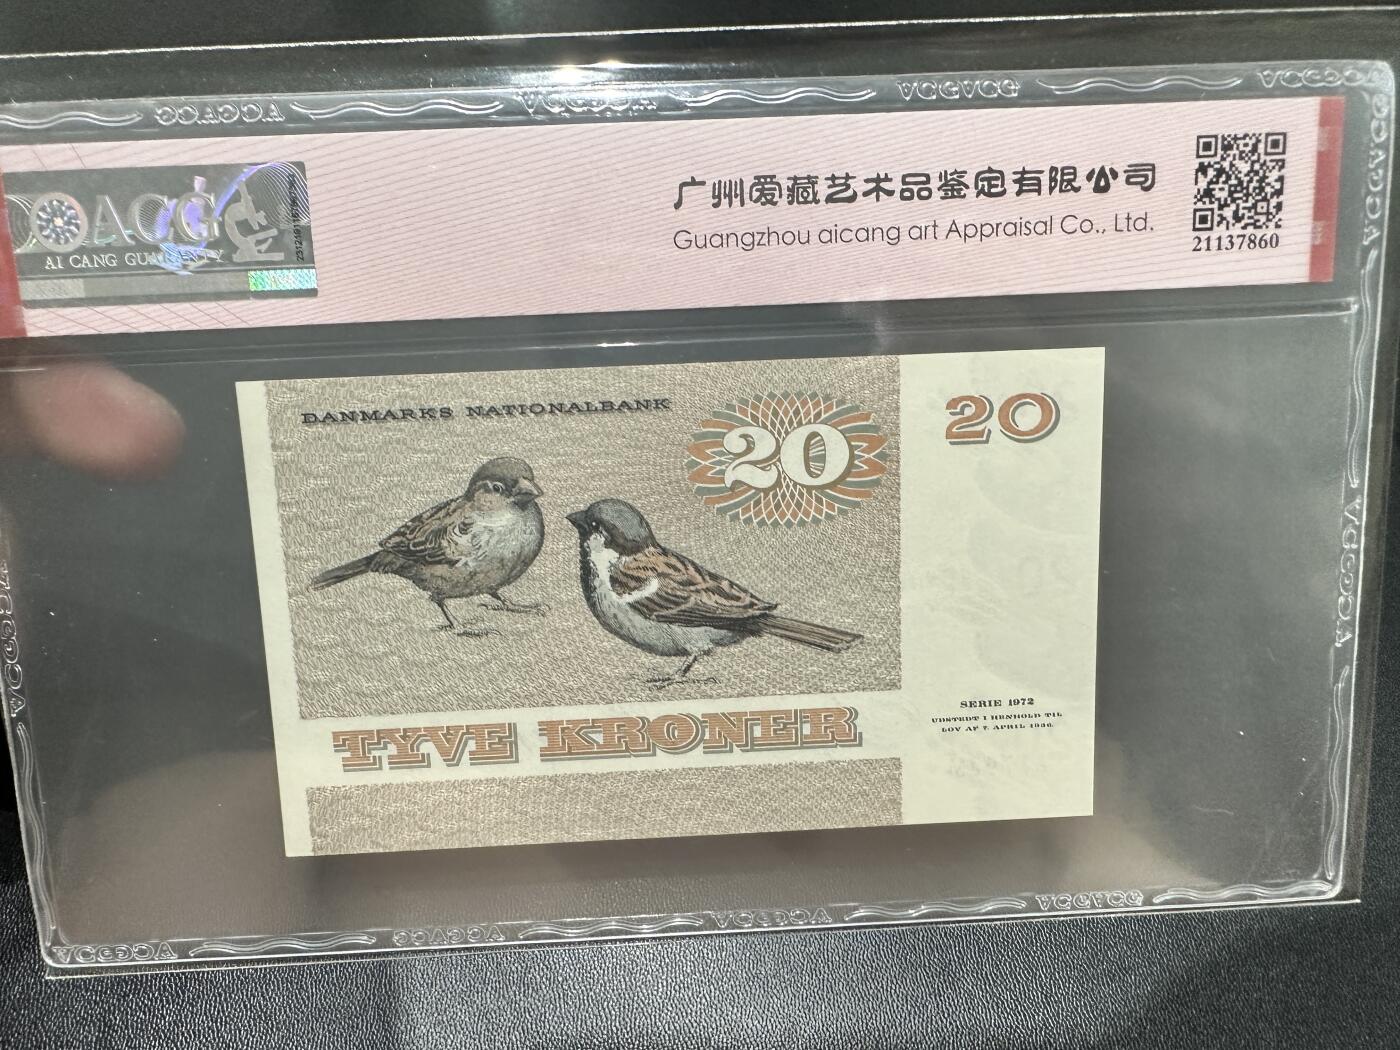 ACG
AI CANG GUARANTY
广州爱藏艺术品鉴定有限公司
Guangzhou aicang art Appraisal Co., Ltd.
21137860
DANMARKS NATIONALBANK
20
20
TYVE KRONER
SERIE 1972
UDSTEDT I HENHOLD TIL
LOV AF 7. APRIL 1936.